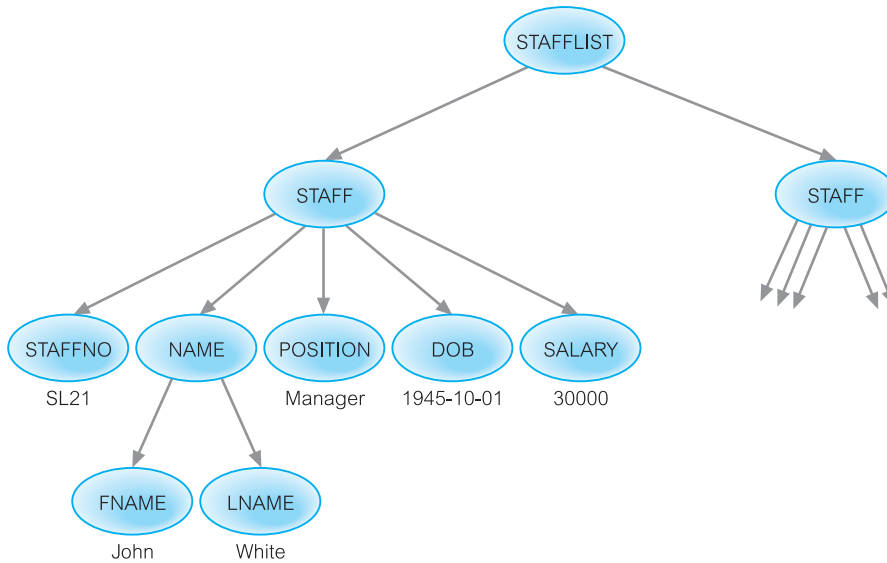 STAFFLIST
STAFF
STAFF
STAFFNO
NAME
POSITION
DOB
SALARY
SL21
Manager
1945-10-01
30000
FNAME
LNAME
John
White